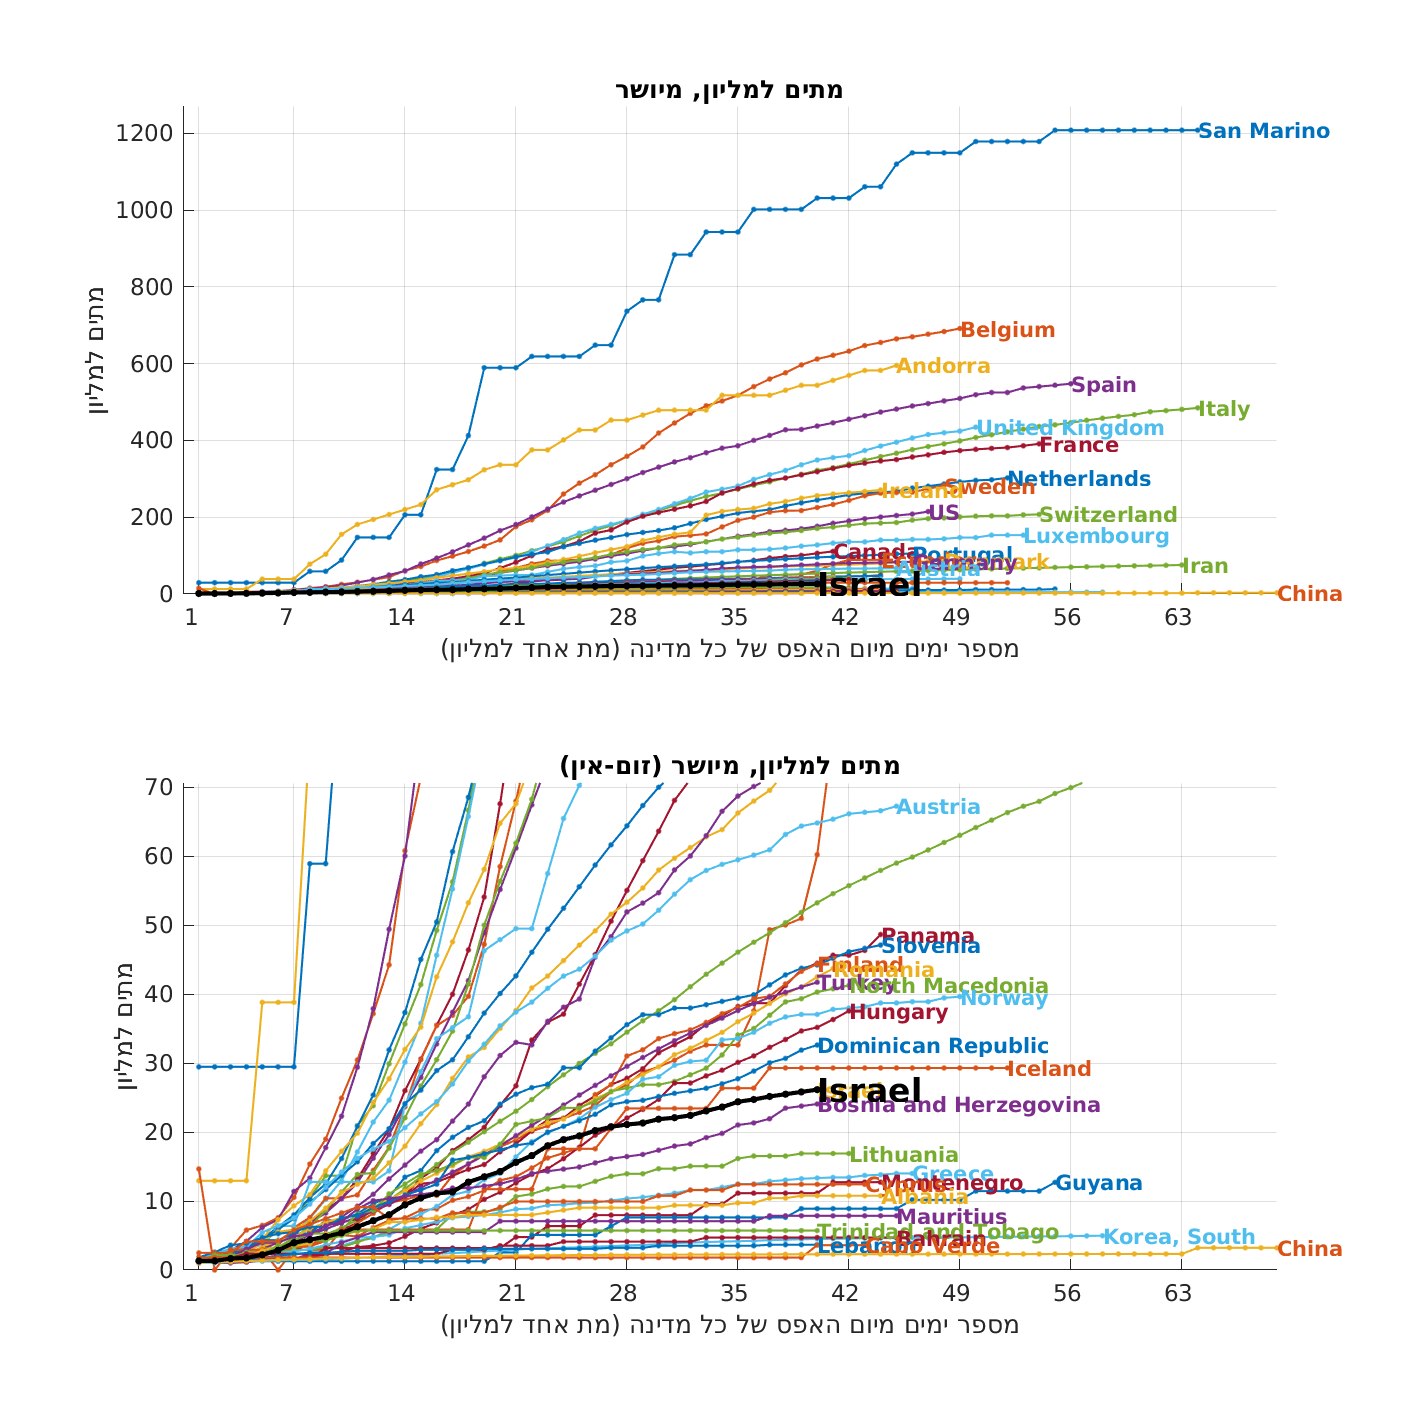 מתים למליון, מיושר
מתים למליון
1200
1000
800
600
400
200
0
San Marino
Belgium
Andorra
Spain
Italy
United Kingdom
France
Netherlands
Sweden
Ireland
US
Switzerland
Luxembourg
Canada
Portugal
Denmark
Germany
Austria
Iran
Israel
China
1 7 14 21 28 35 42 49 56 63
מספר ימים מיום האפס של כל מדינה (מת אחד למליון)
מתים למליון, מיושר (זום-אין)
מתים למליון
70
60
50
40
30
20
10
0
Austria
Panama
Slovenia
Finland
Romania
Turkey
North Macedonia
Norway
Hungary
Dominican Republic
Iceland
Israel
Bosnia and Herzegovina
Lithuania
Greece
Montenegro
Albania
Guyana
Mauritius
Trinidad and Tobago
Bahrain
Korea, South
Lebanon
Cabo Verde
China
1 7 14 21 28 35 42 49 56 63
מספר ימים מיום האפס של כל מדינה (מת אחד למליון)